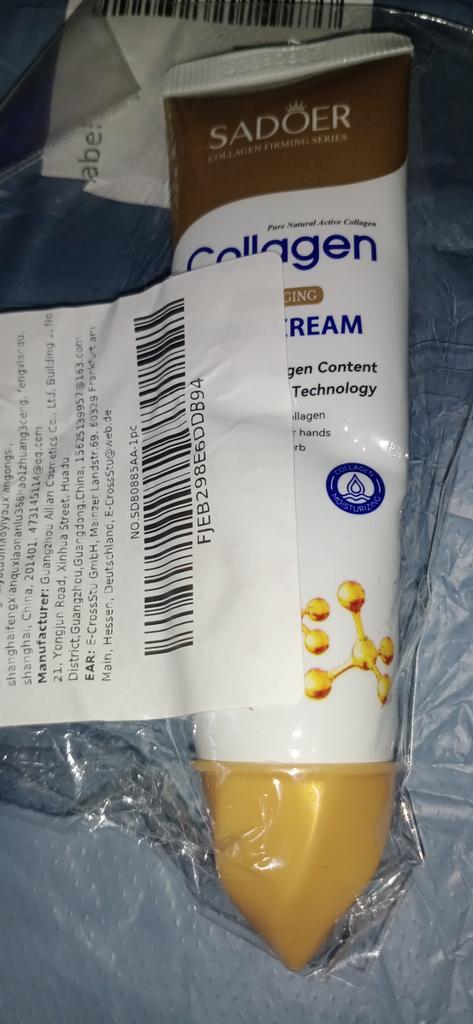 SADOER
COLLAGEN FIRMING SERIES
Pure Natural Active Collagen
Collagen
GING
REAM
gen Content
Technology
ollagen
r hands
rb
COLLAGEN
MOISTURIZING
abe
shanghai, China, 201401, 473145114@qq.com
Manufacturer: Guangzhou Ailian Cosmetics Co., Ltd, Building
21, Yongjun Road, Xinhua Street, Huadu
District,Guangzhou,Guangdong,China, 15625139957@163.com
EAR: E-CrossStu GmbH, Mainzer Landstr.69, 60329 Frankfurt am
Main, Hessen, Deutschland, E-CrossStu@web.de
NO.SD80885AA-1pc
FJEB298E6DDB94